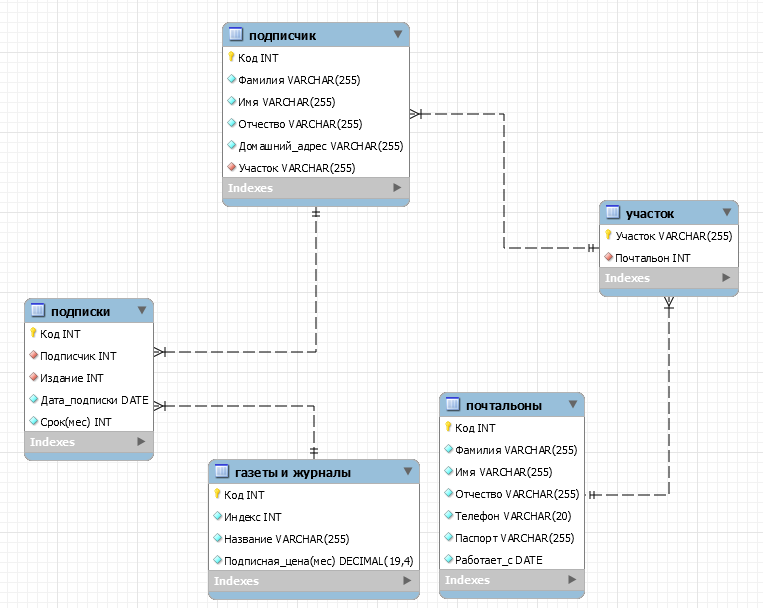 подписчик
Код INT
Фамилия VARCHAR(255)
Имя VARCHAR(255)
Отчество VARCHAR(255)
Домашний_адрес VARCHAR(255)
Участок VARCHAR(255)
Indexes
участок
Участок VARCHAR(255)
Почтальон INT
Indexes
подписки
Код INT
Подписчик INT
Издание INT
Дата_подписки DATE
Срок(мес) INT
Indexes
почтальоны
Код INT
Фамилия VARCHAR(255)
Имя VARCHAR(255)
Отчество VARCHAR(255)
Телефон VARCHAR(20)
Паспорт VARCHAR(255)
Работает_с DATE
Indexes
газеты и журналы
Код INT
Индекс INT
Название VARCHAR(255)
Подписная_цена(мес) DECIMAL(19,4)
Indexes